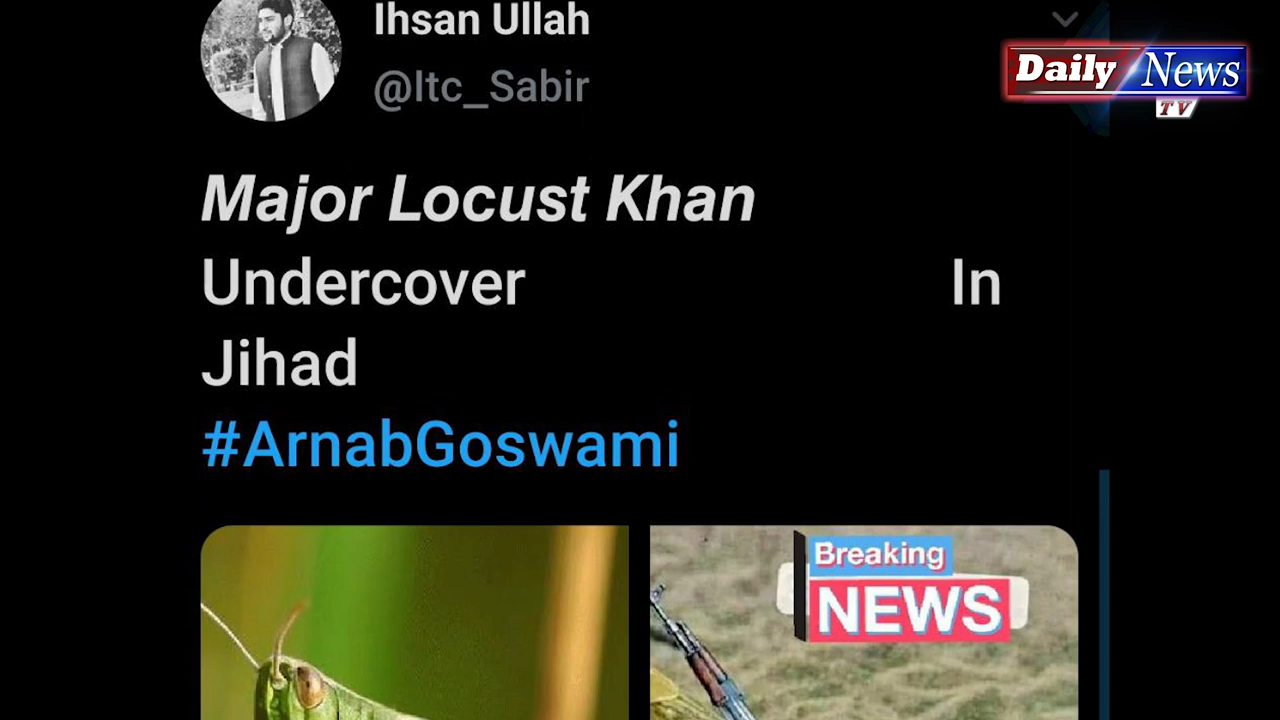 Ihsan Ullah
@Itc_Sabir
Daily News
TV
Major Locust Khan
Undercover In
Jihad
#ArnabGoswami
Breaking
NEWS